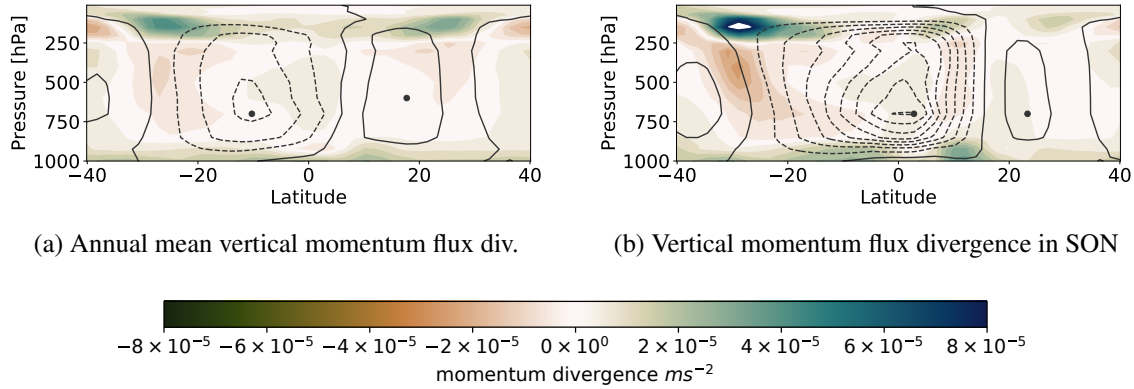 Pressure [hPa]
250
500
750
1000
−40 −20 0 20 40
Latitude
(a) Annual mean vertical momentum flux div.
Pressure [hPa]
250
500
750
1000
−40 −20 0 20 40
Latitude
(b) Vertical momentum flux divergence in SON
−8 × 10⁻⁵ −6 × 10⁻⁵ −4 × 10⁻⁵ −2 × 10⁻⁵ 0 × 10⁰ 2 × 10⁻⁵ 4 × 10⁻⁵ 6 × 10⁻⁵ 8 × 10⁻⁵
momentum divergence ms⁻²